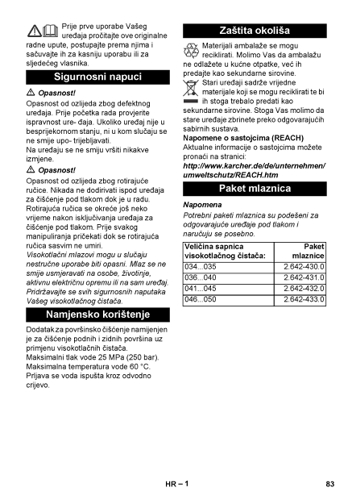 Prije prve uporabe Vašeg
uređaja pročitajte ove originalne
radne upute, postupajte prema njima i
sačuvajte ih za kasniju uporabu ili za
sljedećeg vlasnika.
Sigurnosni napuci
Opasnost!
Opasnost od ozlijeda zbog defektnog
uređaja. Prije početka rada provjerite
ispravnost ure- đaja. Ukoliko uređaj nije u
besprijekornom stanju, ni u kom slučaju se
ne smije upo- trijebljavati.
Na uređaju se ne smiju vršiti nikakve
izmjene.
Opasnost!
Opasnost od ozljeda zbog rotirajuće
ručice. Nikada ne dodirivati ispod uređaja
za čišćenje pod tlakom dok je u radu.
Rotirajuća ručica se okreće još neko
vrijeme nakon isključivanja uređaja za
čišćenje pod tlakom. Prije svakog
manipuliranja pričekati dok se rotirajuća
ručica sasvim ne umiri.
Visokotlačni mlazovi mogu u slučaju
nestručne uporabe biti opasni. Mlaz se ne
smije usmjeravati na osobe, životinje,
aktivnu električnu opremu ili na sam uređaj.
Pridržavajte se svih sigurnosnih naputaka
Vašeg visokotlačnog čistača.
Namjensko korištenje
Dodatak za površinsko čišćenje namijenjen
je za čišćenje podnih i zidnih površina uz
primjenu visokotlačnih čistača.
Maksimalni tlak vode 25 MPa (250 bar).
Maksimalna temperatura vode 60 °C.
Prljava se voda ispušta kroz odvodno
crijevo.
Zaštita okoliša
Materijali ambalaže se mogu
reciklirati. Molimo Vas da ambalažu
ne odlažete u kućne otpatke, već ih
predajte kao sekundarne sirovine.
Stari uređaji sadrže vrijedne
materijale koji se mogu reciklirati te bi
ih stoga trebalo predati kao
sekundarne sirovine. Stoga Vas molimo da
stare uređaje zbrinete preko odgovarajućih
sabirnih sustava.
Napomene o sastojcima (REACH)
Aktualne informacije o sastojcima možete
pronaći na stranici:
http://www.karcher.de/de/unternehmen/
umweltschutz/REACH.htm
Paket mlaznica
Napomena
Potrebni paketi mlaznica su podešeni za
odgovarajuće uređaje pod tlakom i
naručuju se posebno.
Veličina sapnica Paket
visokotlačnog čistača: mlaznice
034...035 2.642-430.0
036...040 2.642-431.0
041...045 2.642-432.0
046...050 2.642-433.0
HR – 1 83